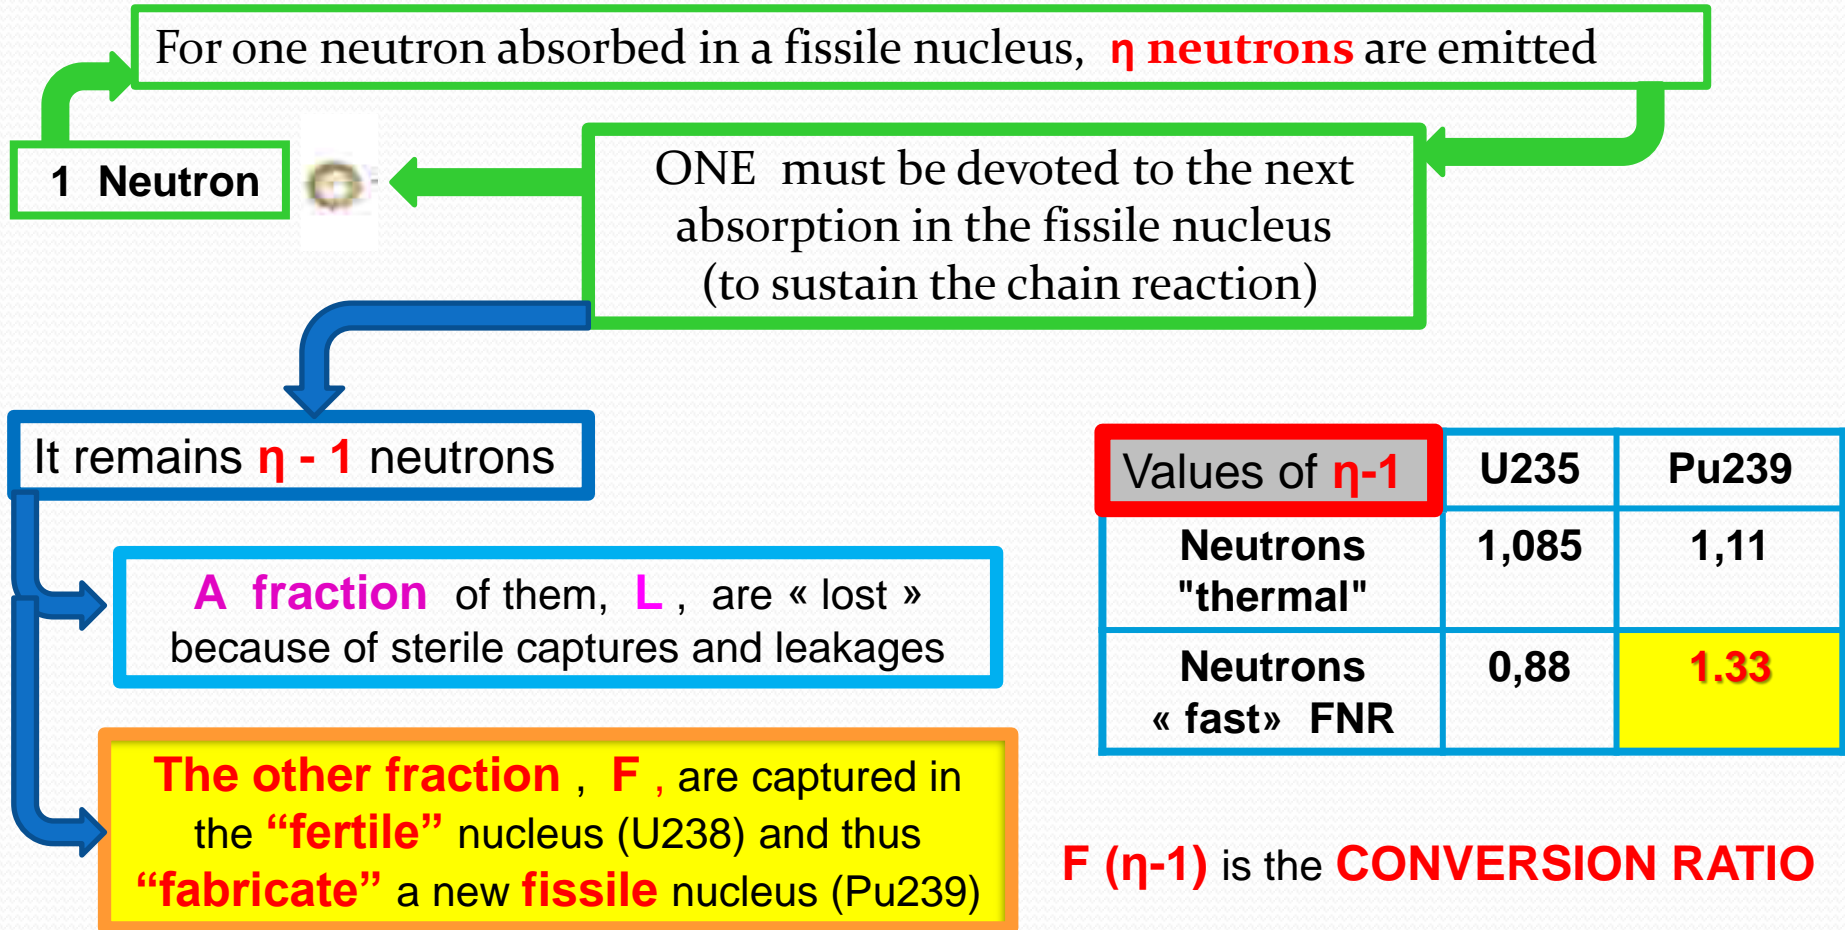 For one neutron absorbed in a fissile nucleus, η neutrons are emitted
1 Neutron
ONE must be devoted to the next
absorption in the fissile nucleus
(to sustain the chain reaction)
It remains η - 1 neutrons
A fraction of them, L , are « lost »
because of sterile captures and leakages
The other fraction , F , are captured in
the “fertile” nucleus (U238) and thus
“fabricate” a new fissile nucleus (Pu239)
Values of η-1 U235 Pu239
Neutrons 1,085 1,11
"thermal"
Neutrons 0,88 1.33
« fast» FNR
F (η-1) is the CONVERSION RATIO